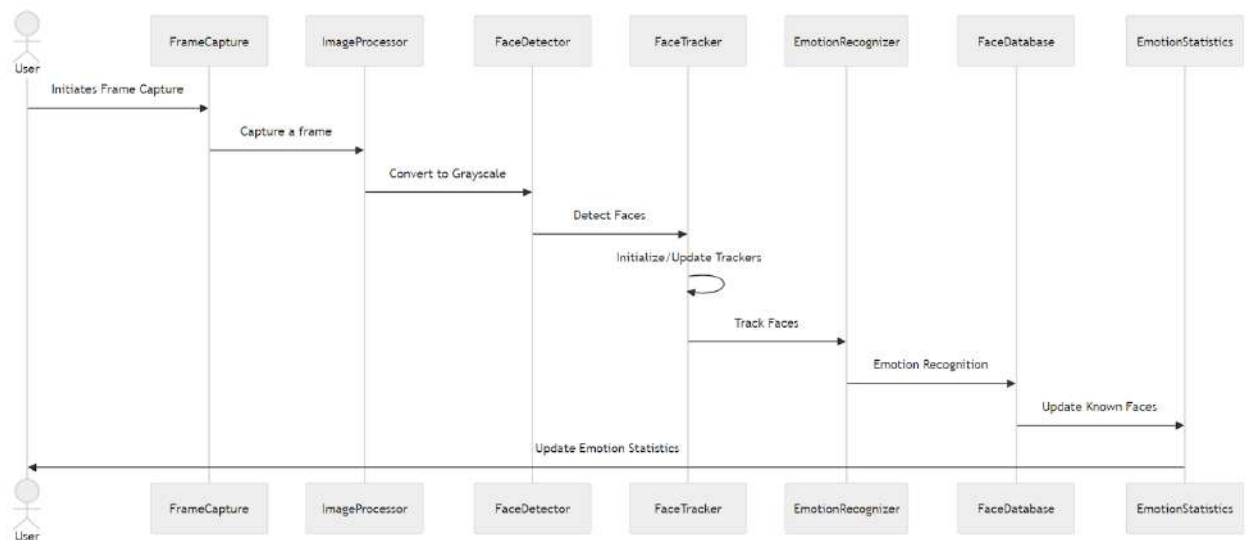 FrameCapture ImageProcessor FaceDetector FaceTracker EmotionRecognizer FaceDatabase EmotionStatistics
User
Initiates Frame Capture
Capture a frame
Convert to Grayscale
Detect Faces
Initialize/Update Trackers
Track Faces
Emotion Recognition
Update Known Faces
Update Emotion Statistics
FrameCapture ImageProcessor FaceDetector FaceTracker EmotionRecognizer FaceDatabase EmotionStatistics
User